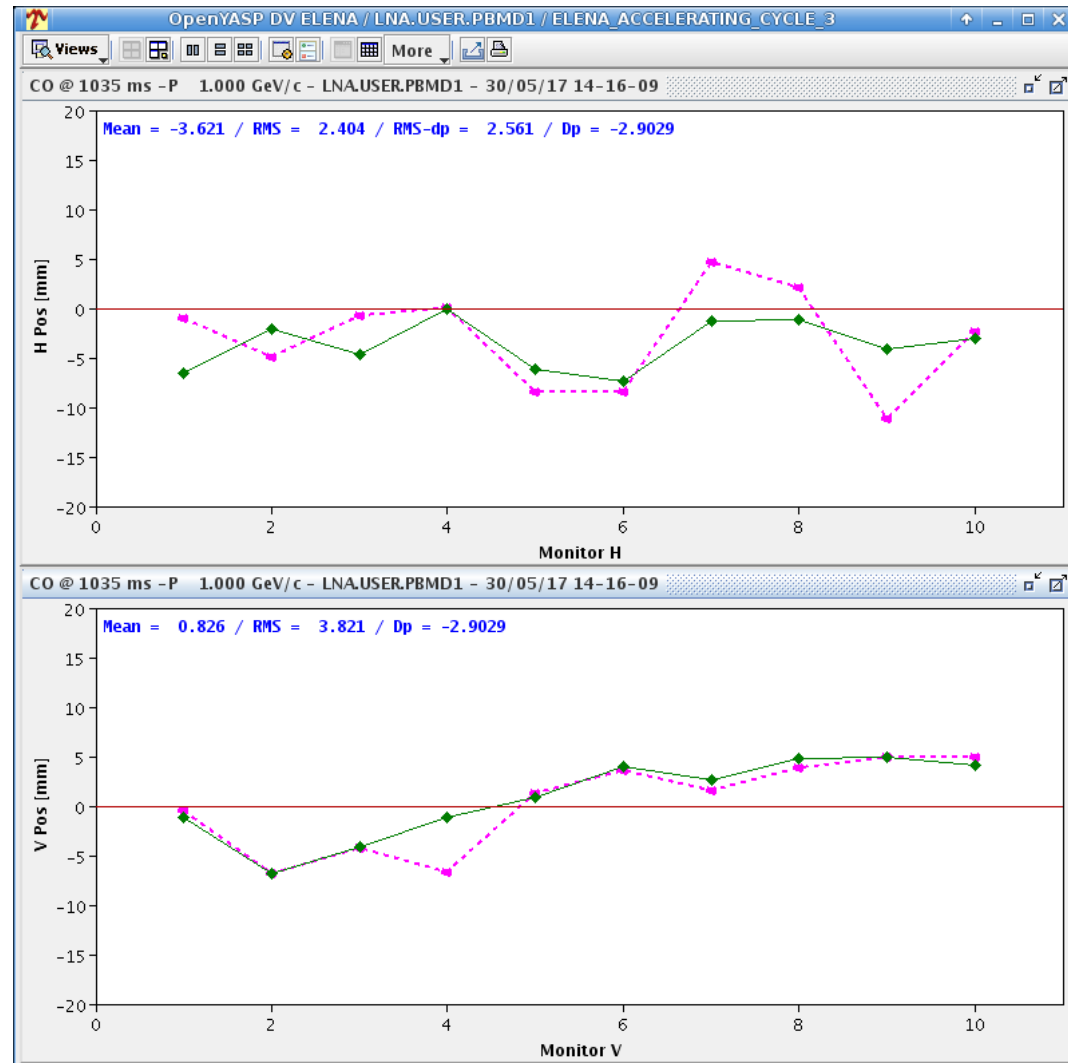 OpenYASP DV ELENA / LNA.USER.PBMD1 / ELENA_ACCELERATING_CYCLE_3
Views More
CO @ 1035 ms -P 1.000 GeV/c - LNA.USER.PBMD1 - 30/05/17 14-16-09
Mean = -3.621 / RMS = 2.404 / RMS-dp = 2.561 / Dp = -2.9029
20
15
10
5
0
-5
-10
-15
-20
H Pos [mm]
0 2 4 6 8 10
Monitor H
CO @ 1035 ms -P 1.000 GeV/c - LNA.USER.PBMD1 - 30/05/17 14-16-09
Mean = 0.826 / RMS = 3.821 / Dp = -2.9029
20
15
10
5
0
-5
-10
-15
-20
V Pos [mm]
0 2 4 6 8 10
Monitor V